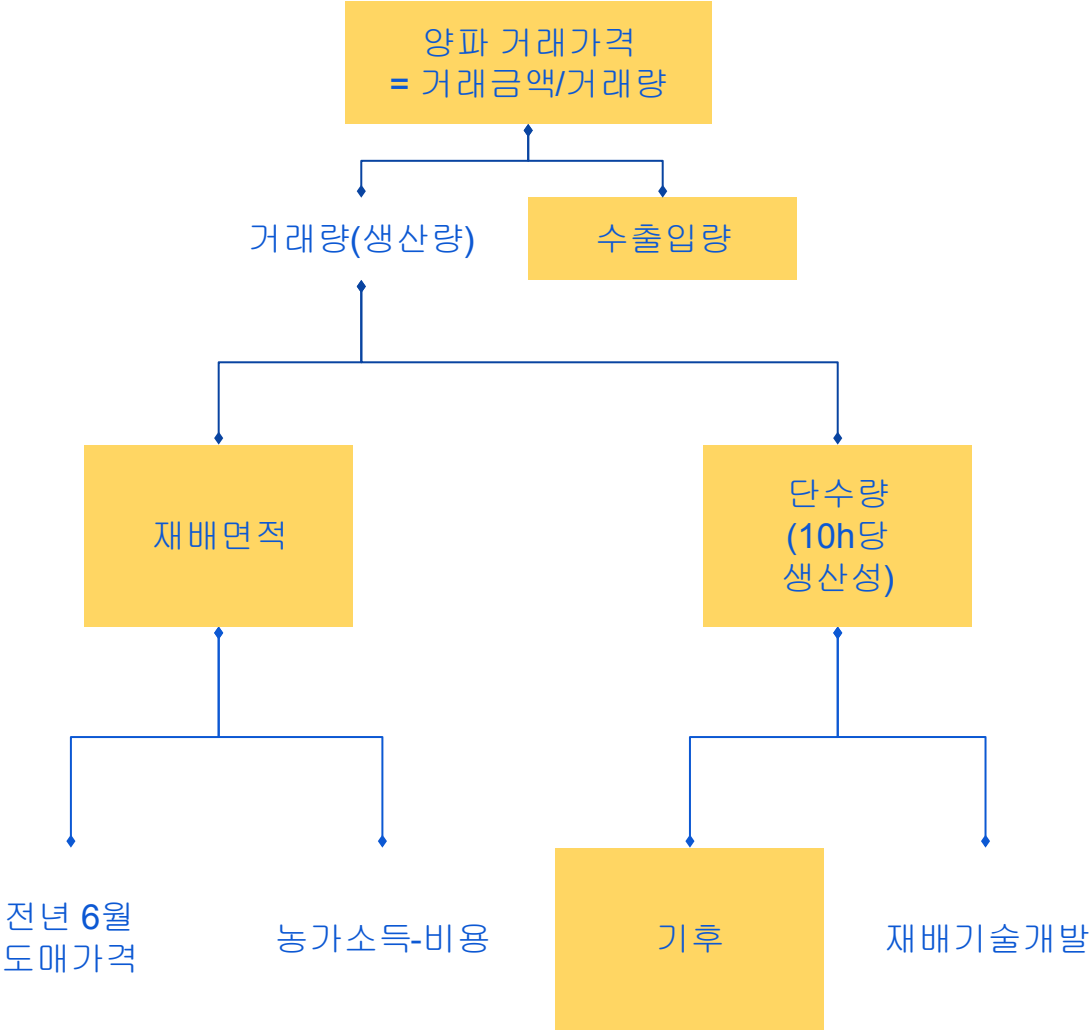 양파 거래가격
= 거래금액/거래량
거래량(생산량)
수출입량
재배면적
단수량
(10h당
생산성)
전년 6월
도매가격
농가소득-비용
기후
재배기술개발